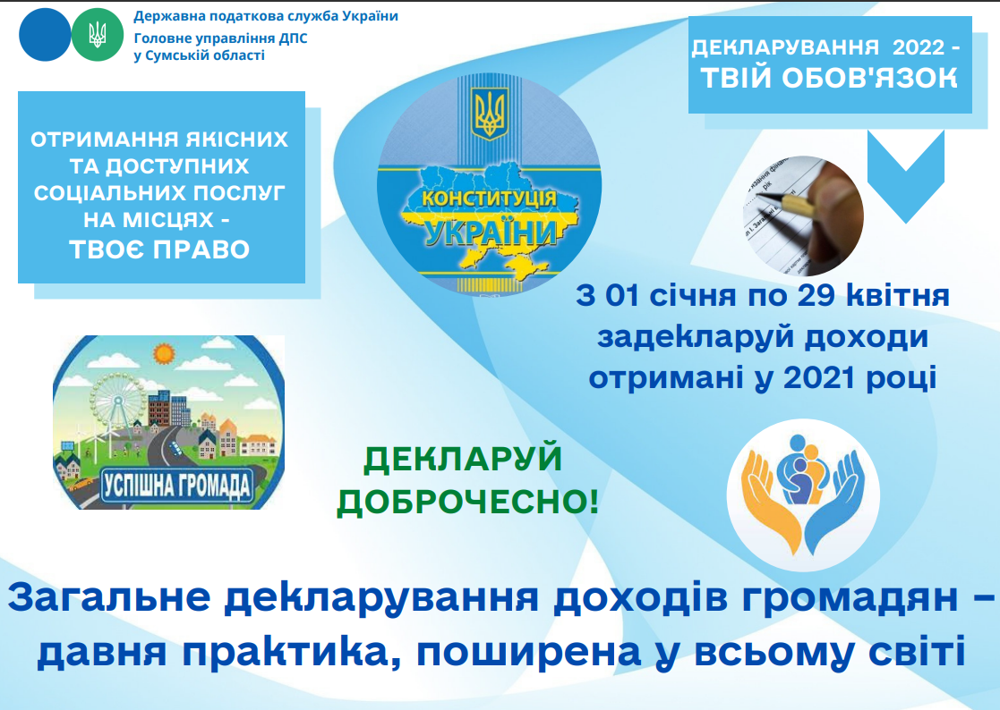 Державна податкова служба України
Головне управління ДПС
у Сумській області
ДЕКЛАРУВАННЯ 2022 -
ТВІЙ ОБОВ'ЯЗОК
ОТРИМАННЯ ЯКІСНИХ
ТА ДОСТУПНИХ
СОЦІАЛЬНИХ ПОСЛУГ
НА МІСЦЯХ -
ТВОЄ ПРАВО
КОНСТИТУЦІЯ
УКРАЇНИ
рік
З 01 січня по 29 квітня
задекларуй доходи
отримані у 2021 році
УСПІШНА ГРОМАДА
ДЕКЛАРУЙ
ДОБРОЧЕСНО!
Загальне декларування доходів громадян –
давня практика, поширена у всьому світі